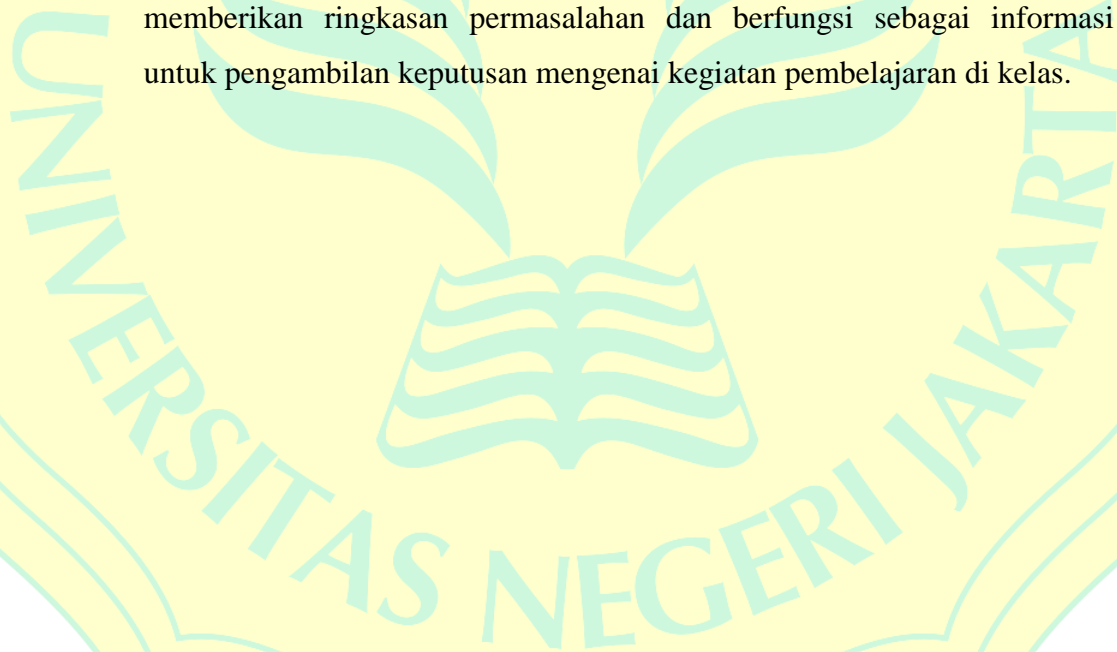 memberikan ringkasan permasalahan dan berfungsi sebagai informasi
untuk pengambilan keputusan mengenai kegiatan pembelajaran di kelas.
UNIVERSITAS NEGERI JAKARTA